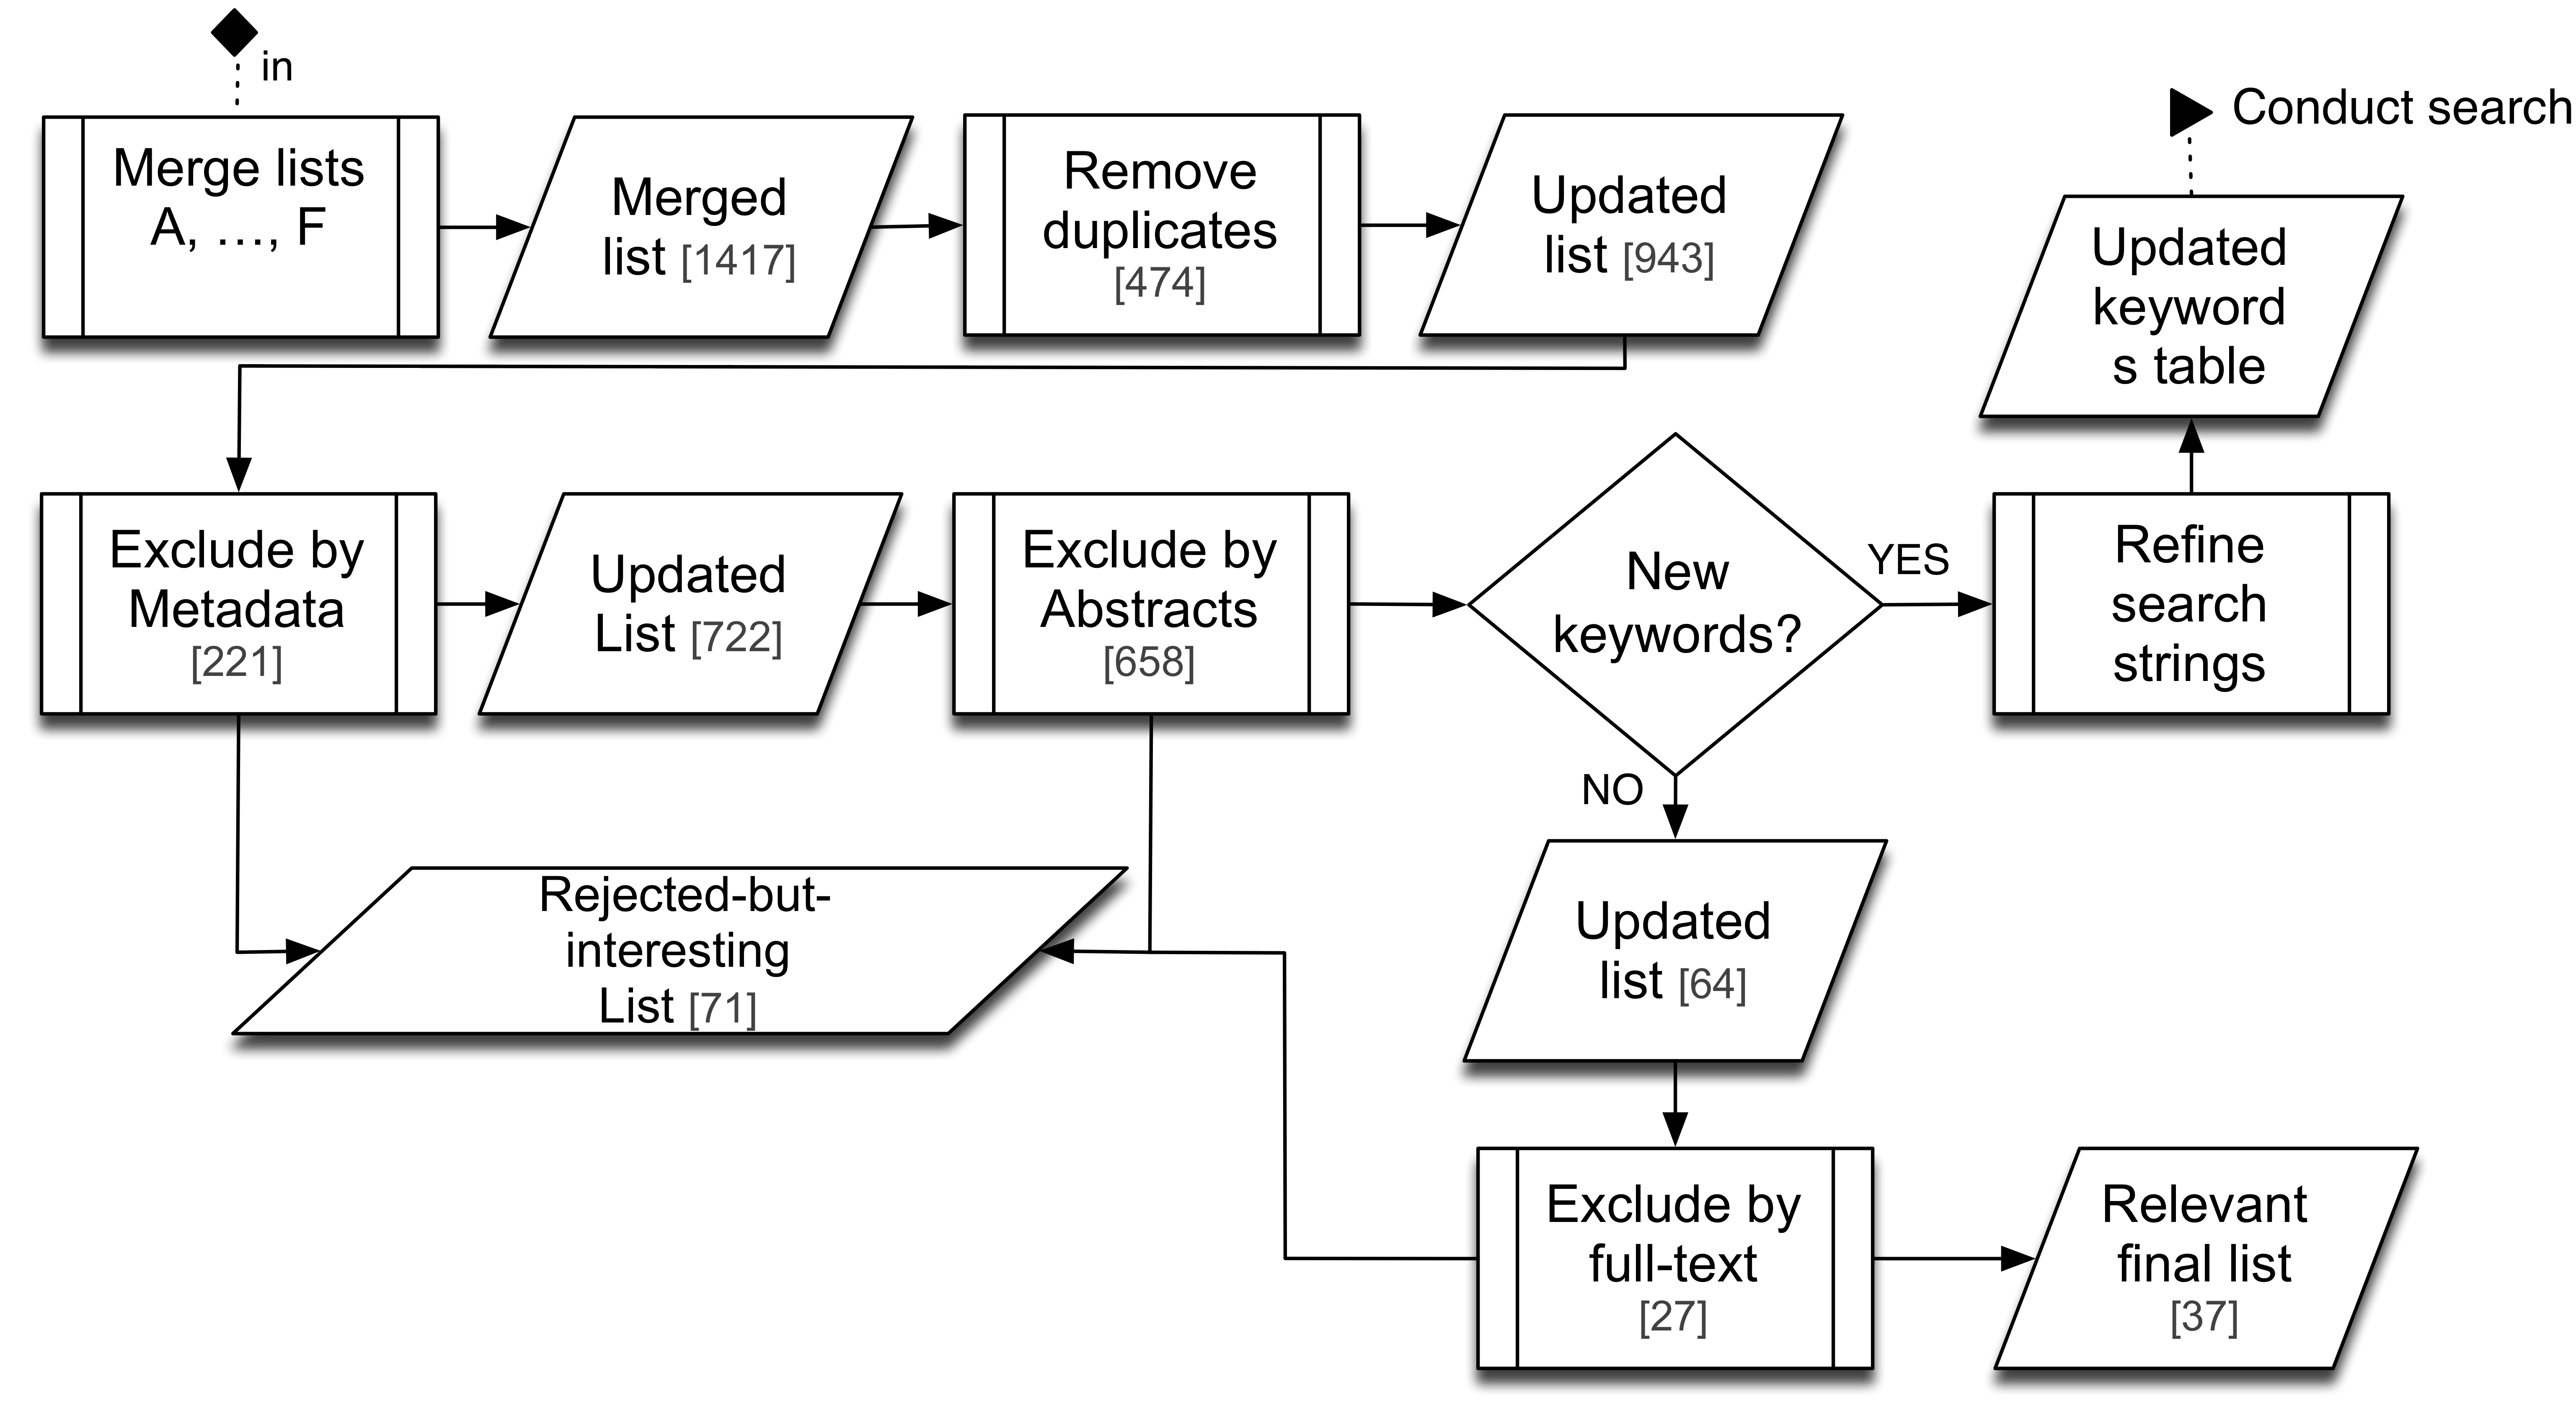 in
Merge lists
A, ..., F
Merged
list [1417]
Remove
duplicates
[474]
Updated
list [943]
Conduct search
Updated
keyword
s table
Exclude by
Metadata
[221]
Updated
List [722]
Exclude by
Abstracts
[658]
New
keywords?
YES
Refine
search
strings
NO
Rejected-but-
interesting
List [71]
Updated
list [64]
Exclude by
full-text
[27]
Relevant
final list
[37]